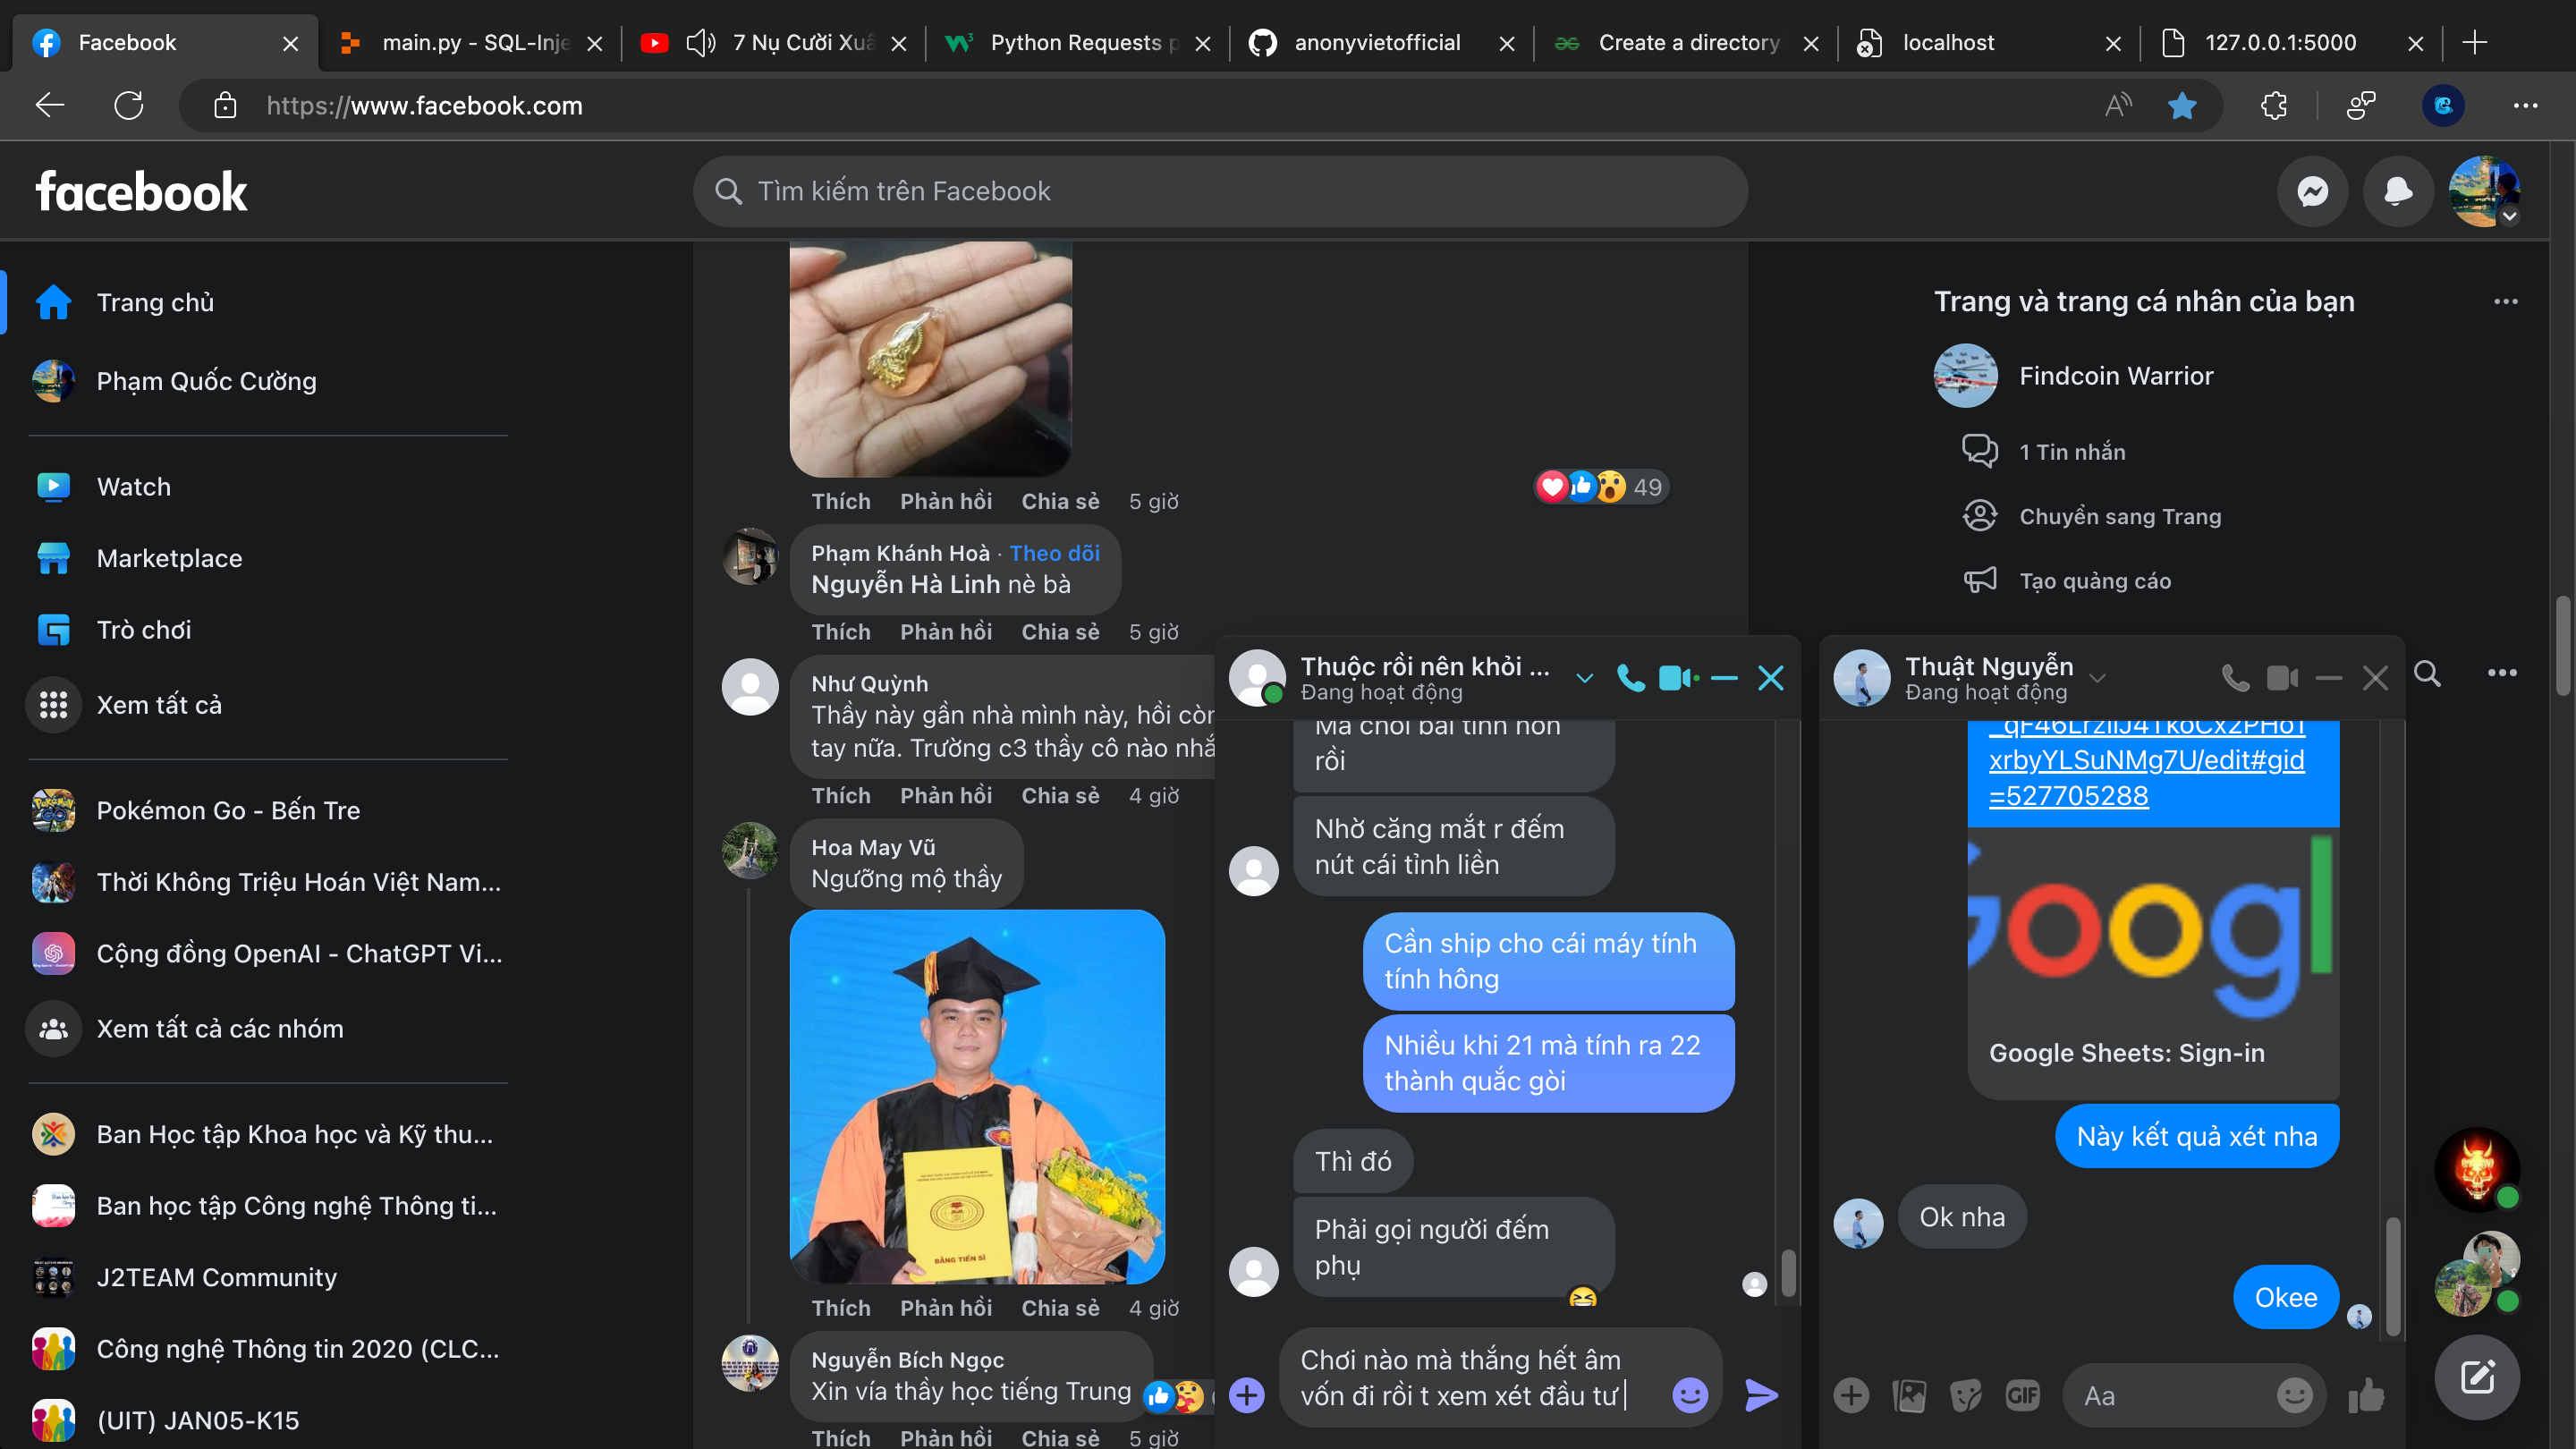 Facebook
main.py - SQL-Inje
7 Nụ Cười Xuâ
Python Requests p
anonyvietofficial
Create a directory
localhost
127.0.0.1:5000
https://www.facebook.com
facebook
Tìm kiếm trên Facebook
Trang chủ
Phạm Quốc Cường
Watch
Marketplace
Trò chơi
Xem tất cả
Pokémon Go - Bến Tre
Thời Không Triệu Hoán Việt Nam...
Cộng đồng OpenAI - ChatGPT Vi...
Xem tất cả các nhóm
Ban Học tập Khoa học và Kỹ thu...
Ban học tập Công nghệ Thông ti...
J2TEAM Community
Công nghệ Thông tin 2020 (CLC...
(UIT) JAN05-K15
Thích Phản hồi Chia sẻ 5 giờ
49
Phạm Khánh Hoà · Theo dõi
Nguyễn Hà Linh nè bà
Thích Phản hồi Chia sẻ 5 giờ
Như Quỳnh
Thầy này gần nhà mình này, hồi còn
tay nữa. Trường c3 thầy cô nào nhắ
Thích Phản hồi Chia sẻ 4 giờ
Hoa May Vũ
Ngưỡng mộ thầy
BẰNG TIẾN SĨ
Thích Phản hồi Chia sẻ 4 giờ
Nguyễn Bích Ngọc
Xin vía thầy học tiếng Trung
Thích Phản hồi Chia sẻ 5 giờ
Trang và trang cá nhân của bạn
Findcoin Warrior
1 Tin nhắn
Chuyển sang Trang
Tạo quảng cáo
Thuộc rồi nên khỏi ...
Đang hoạt động
Mà chơi bài tỉnh hồn
rồi
Nhờ căng mắt r đếm
nút cái tỉnh liền
Cần ship cho cái máy tính
tính hông
Nhiều khi 21 mà tính ra 22
thành quắc gòi
Thì đó
Phải gọi người đếm
phụ
Chơi nào mà thắng hết âm
vốn đi rồi t xem xét đầu tư
Thuật Nguyễn
Đang hoạt động
xrbyYLSuNMg7U/edit#gid
=527705288
Googl
Google Sheets: Sign-in
Này kết quả xét nha
Ok nha
Okee
GIF
Aa